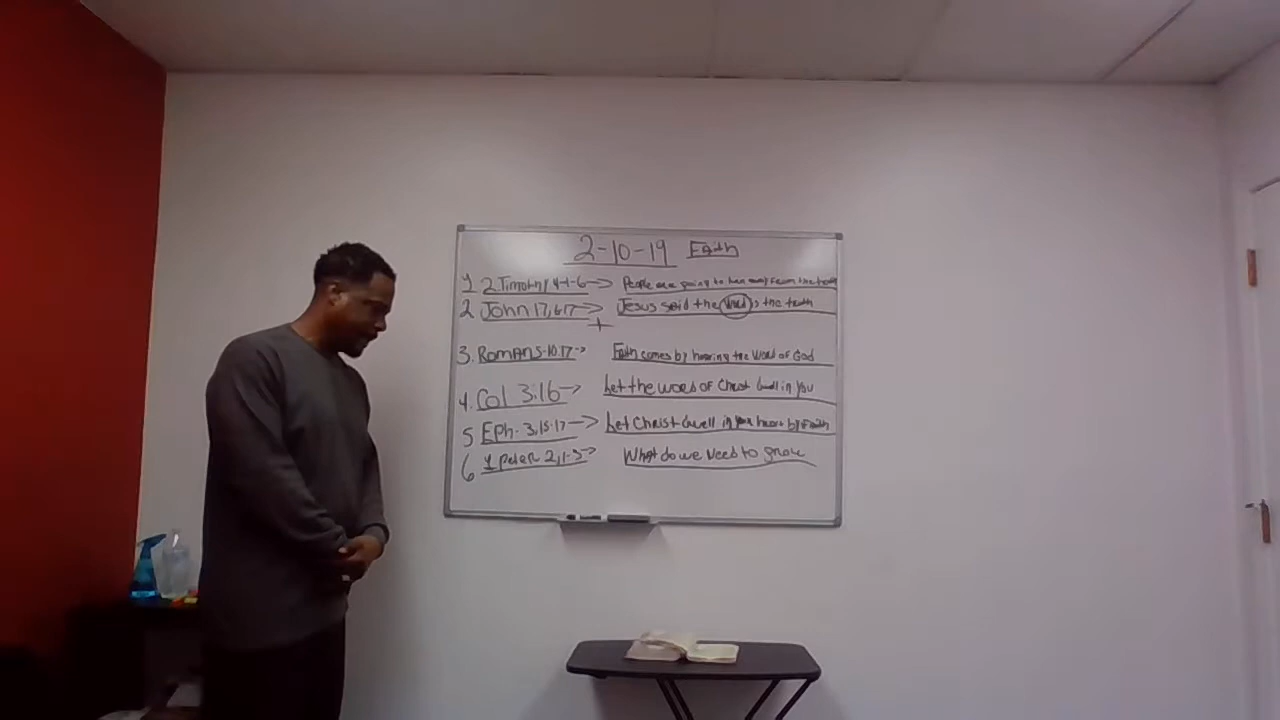 2-10-19 Faith
1 2 Timothy 4-1-6 → People are going to turn away from the truth
2 John 17,6,17 → Jesus said the Word is the truth
+
3. Romans-10.17 → Faith comes by hearing the Word of God
4. Col 3:16 → Let the word of Christ dwell in you
5 Eph. 3,15-17 → Let Christ dwell in your heart by Faith
6 1 Peter 2,1-3 → What do we need to grow